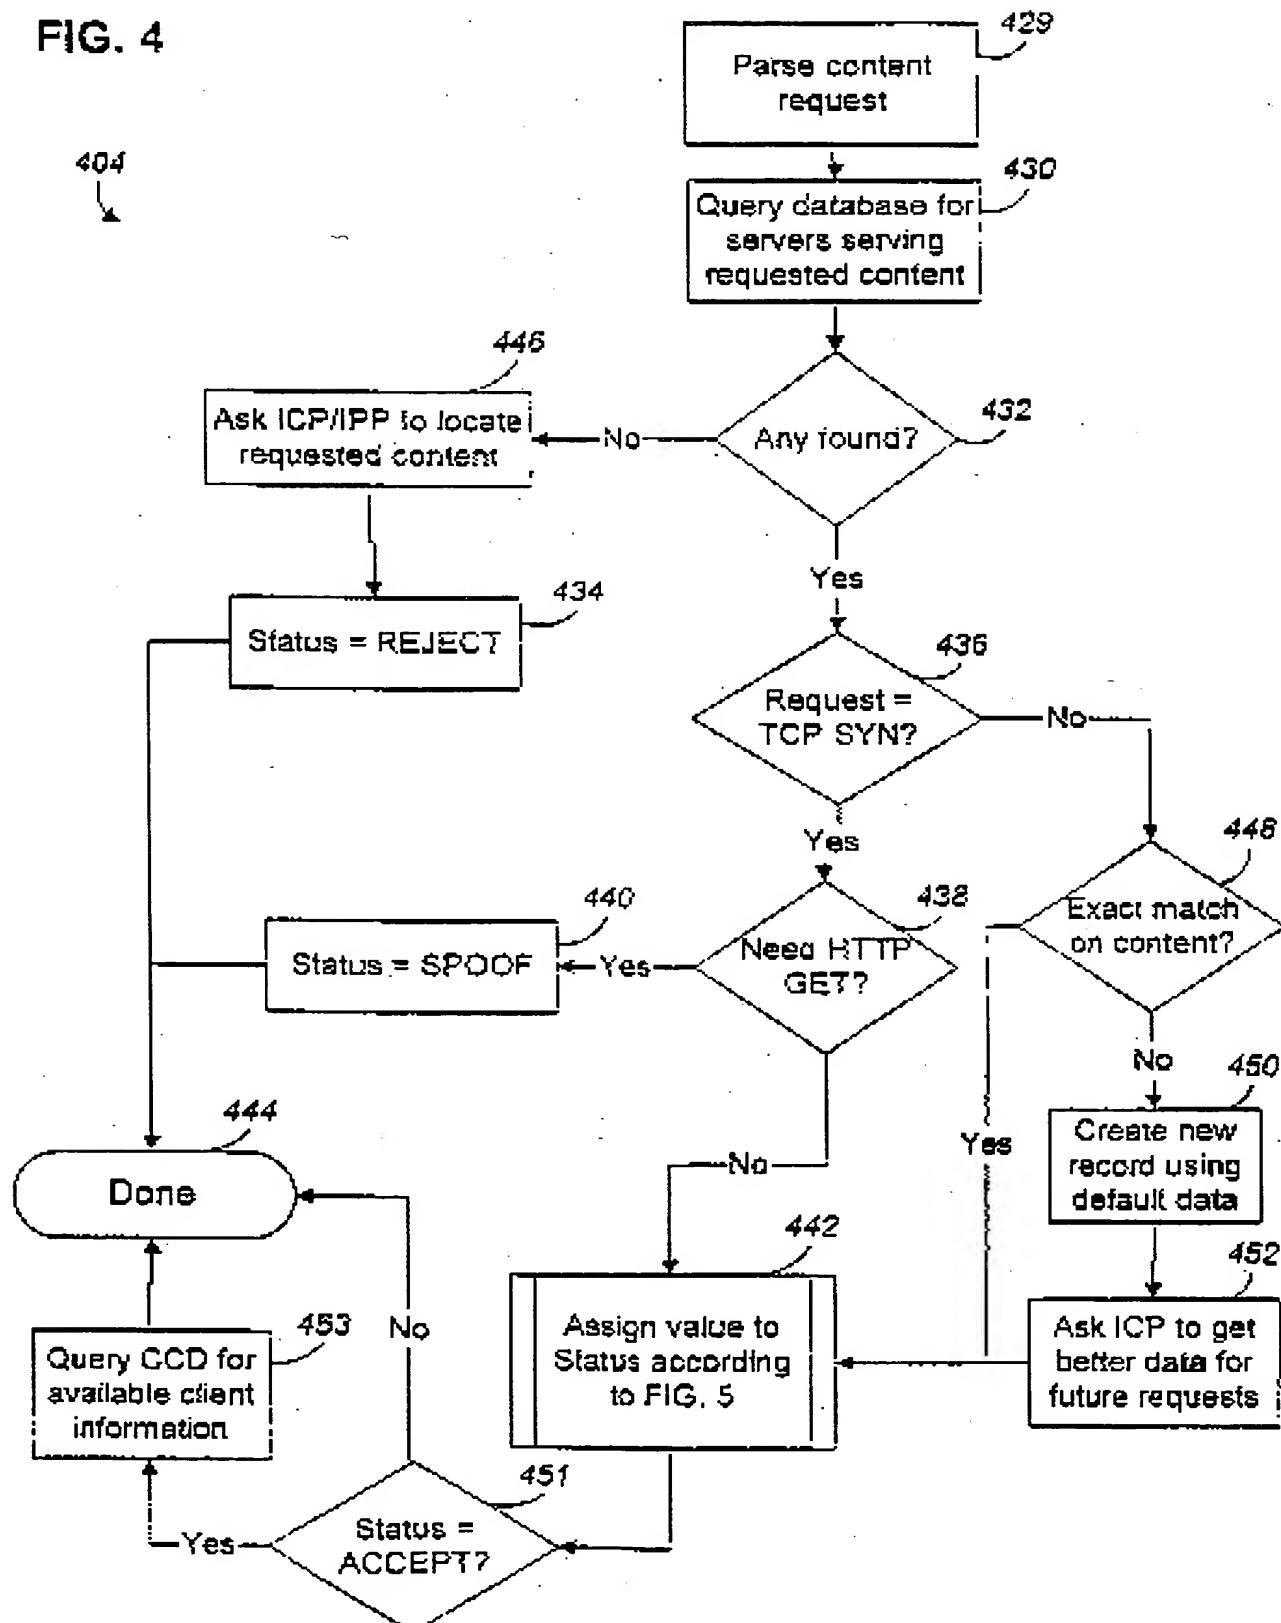 FIG. 4
404
429
Parse content
request
430
Query database for
servers serving
requested content
446
Ask ICP/IPP to locate
requested content
No
432
Any found?
Yes
434
Status = REJECT
436
Request =
TCP SYN?
No
Yes
448
Exact match
on content?
440
Status = SPOOF
Yes
438
Need HTTP
GET?
No
450
Create new
record using
default data
Yes
444
Done
No
442
Assign value to
Status according
to FIG. 5
452
Ask ICP to get
better data for
future requests
453
Query CCD for
available client
information
No
451
Status =
ACCEPT?
Yes